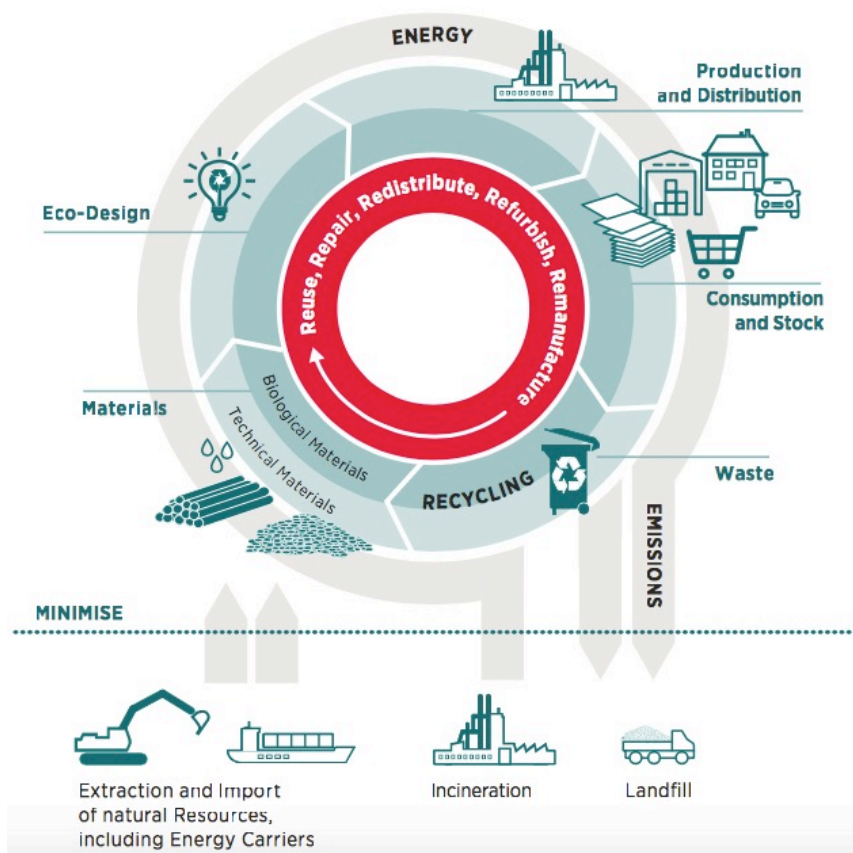 ENERGY
Production
and Distribution
Eco-Design
Reuse, Repair, Redistribute, Refurbish, Remanufacture
Consumption
and Stock
Materials
Biological Materials
Technical Materials
RECYCLING
Waste
EMISSIONS
MINIMISE
Extraction and Import
of natural Resources,
including Energy Carriers
Incineration
Landfill